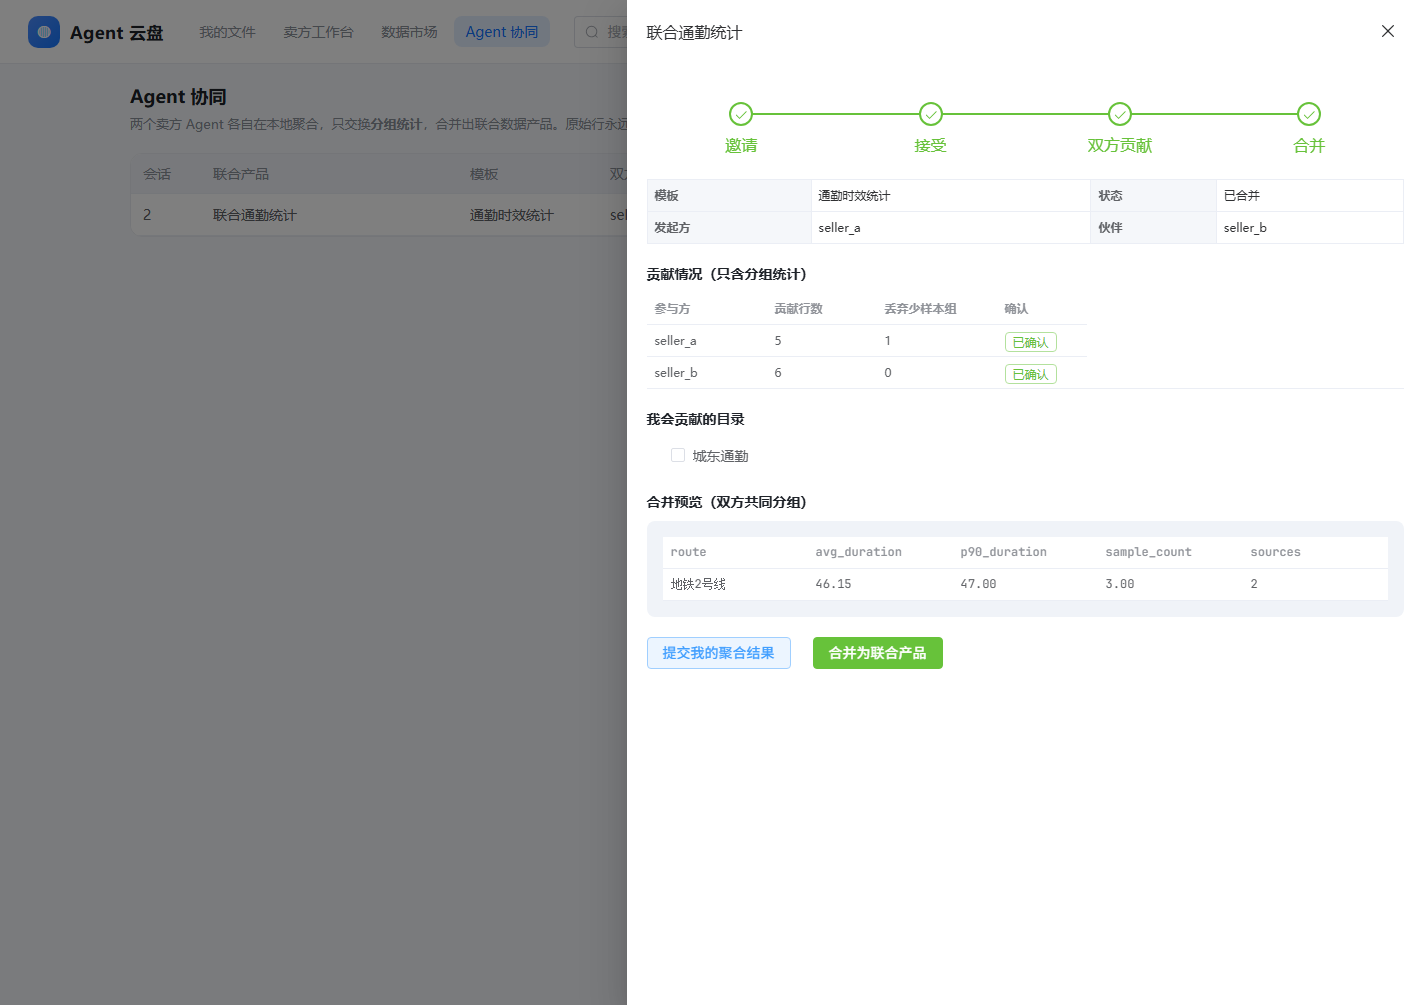 Agent 云盘
我的文件
卖方工作台
数据市场
Agent 协同
Agent 协同
两个卖方 Agent 各自在本地聚合，只交换分组统计，合并出联合数据产品。原始行永远
会话
联合产品
模板
2
联合通勤统计
通勤时效统计
联合通勤统计
邀请
接受
双方贡献
合并
模板
通勤时效统计
状态
已合并
发起方
seller_a
伙伴
seller_b
贡献情况（只含分组统计）
参与方
贡献行数
丢弃少样本组
确认
seller_a
5
1
已确认
seller_b
6
0
已确认
我会贡献的目录
城东通勤
合并预览（双方共同分组）
route
avg_duration
p90_duration
sample_count
sources
地铁2号线
46.15
47.00
3.00
2
提交我的聚合结果
合并为联合产品